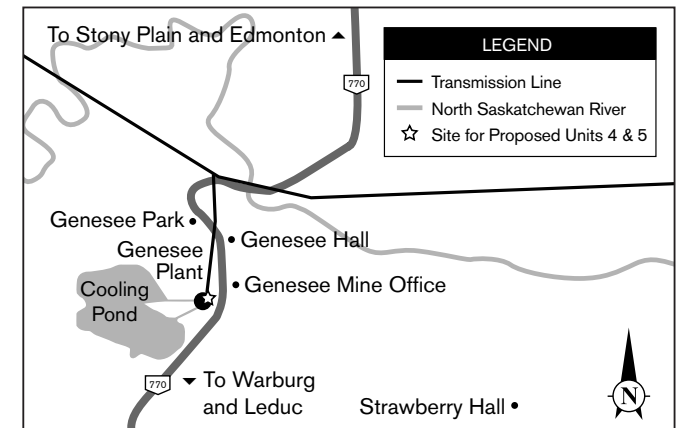 To Stony Plain and Edmonton
LEGEND
770
Transmission Line
North Saskatchewan River
Site for Proposed Units 4 & 5
Genesee Park
Genesee Hall
Genesee
Plant
Genesee Mine Office
Cooling
Pond
770
To Warburg
and Leduc
Strawberry Hall
N